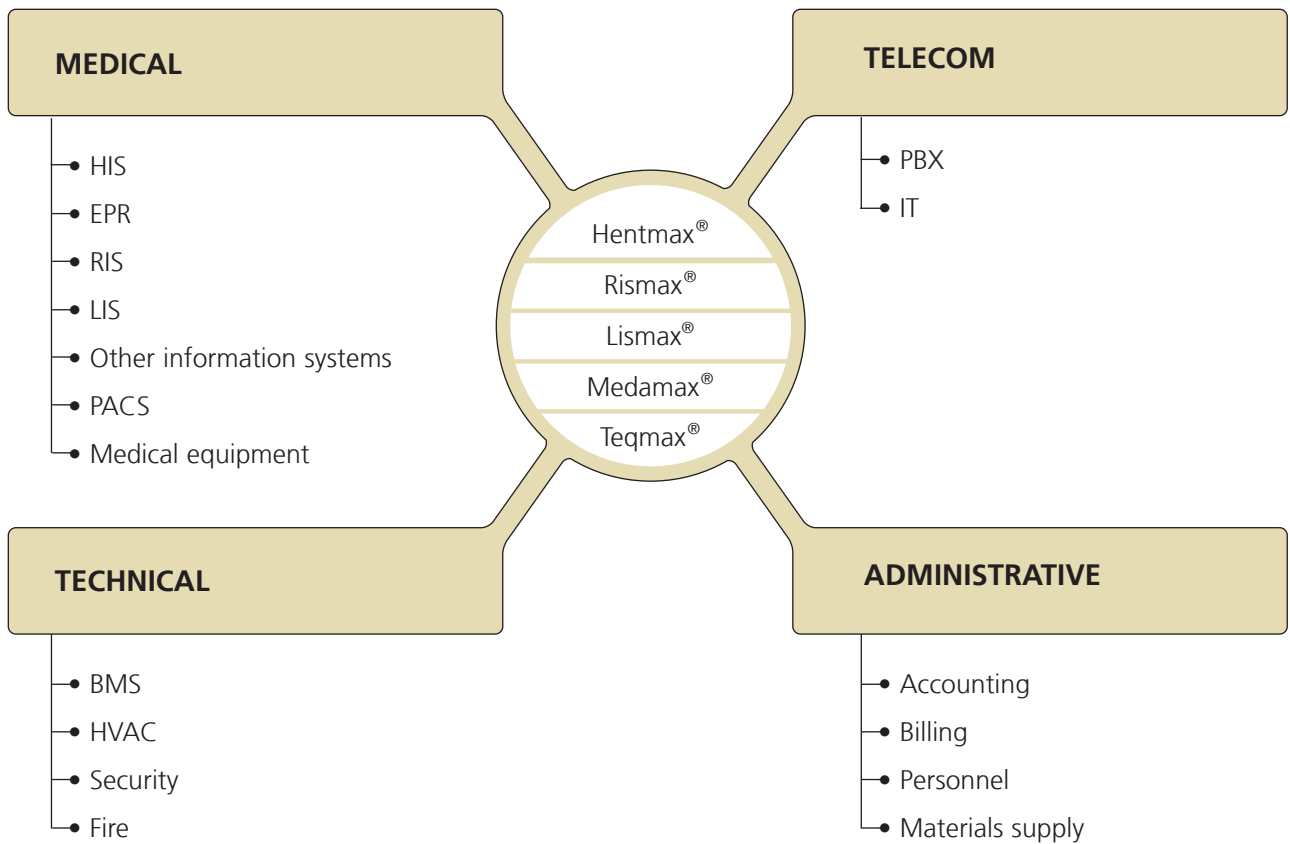 MEDICAL
HIS
EPR
RIS
LIS
Other information systems
PACS
Medical equipment
TELECOM
PBX
IT
Hentmax®
Rismax®
Lismax®
Medamax®
Teqmax®
TECHNICAL
BMS
HVAC
Security
Fire
ADMINISTRATIVE
Accounting
Billing
Personnel
Materials supply